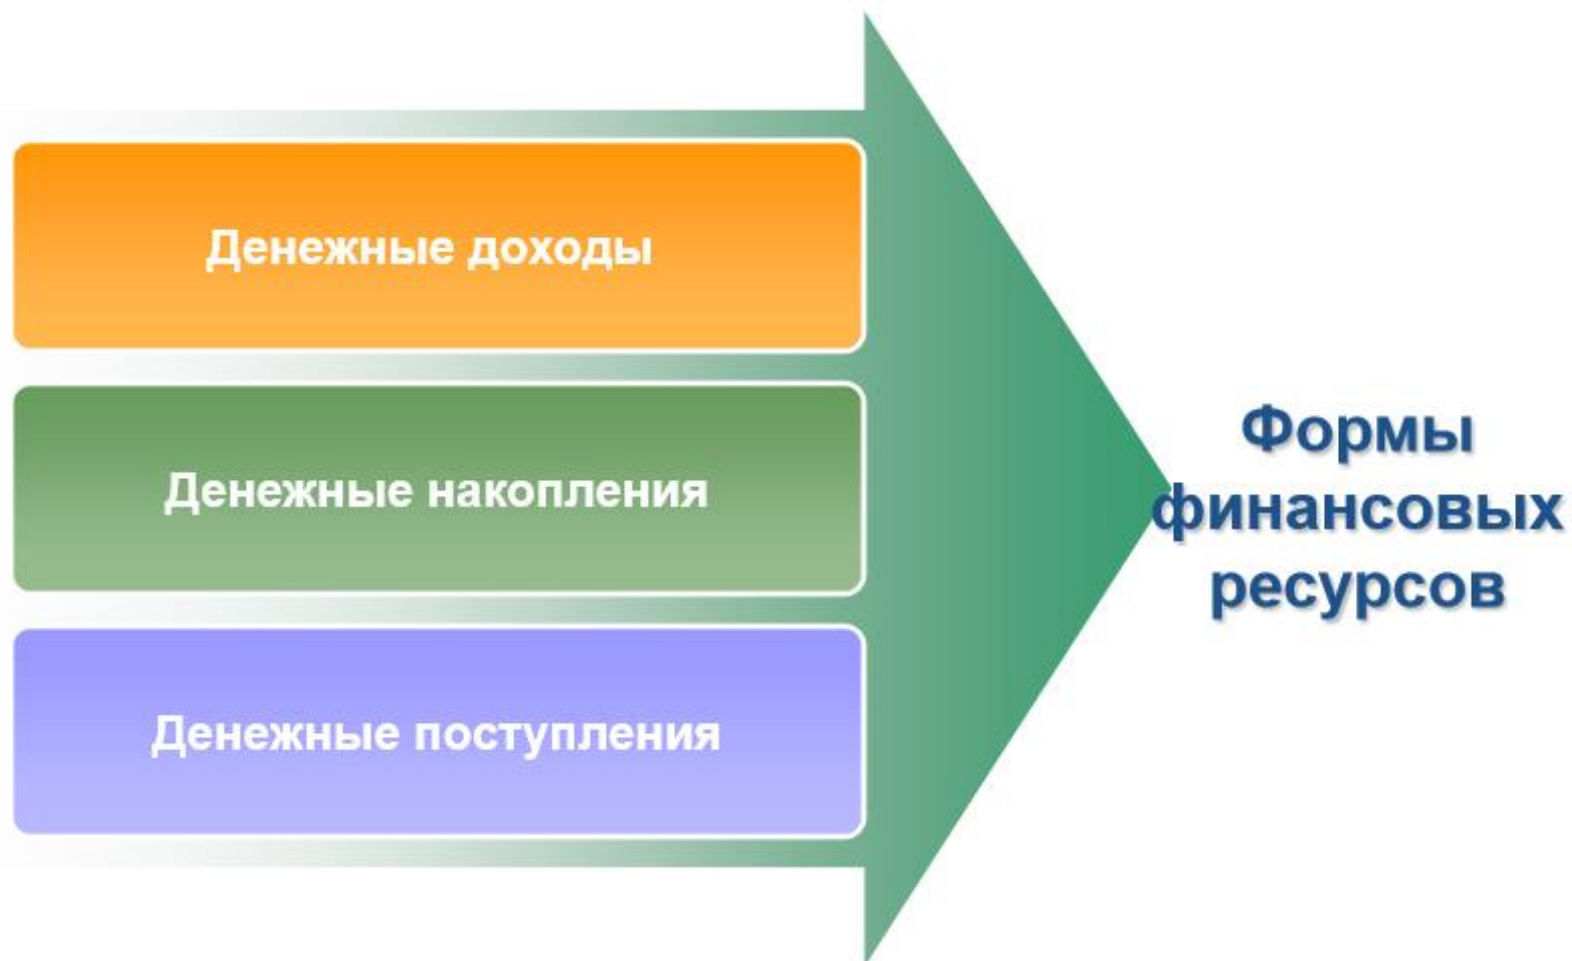 Денежные доходы
Денежные накопления
Денежные поступления
Формы
финансовых
ресурсов